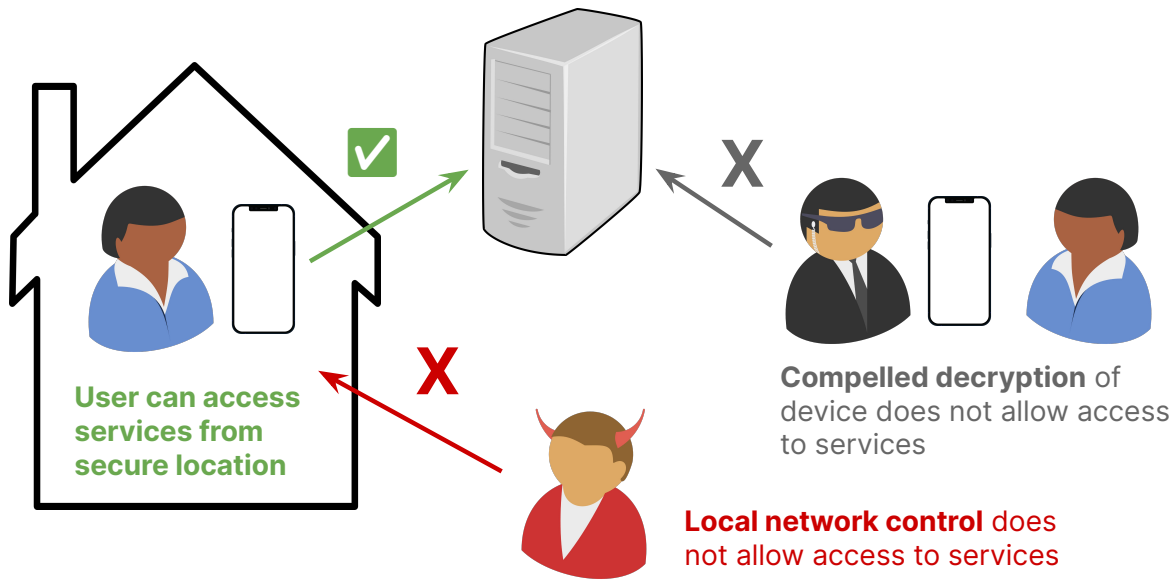 X
X
User can access
services from
secure location
Compelled decryption of
device does not allow access
to services
Local network control does
not allow access to services